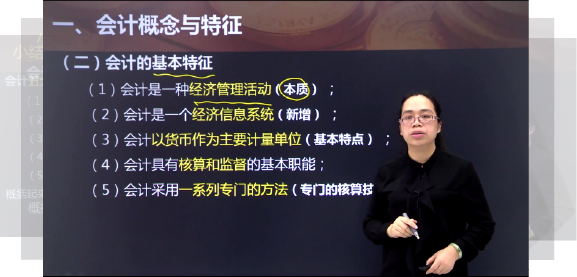 一、会计概念与特征
（二）会计的基本特征
（1）会计是一种经济管理活动（本质）；
（2）会计是一个经济信息系统（新增）；
（3）会计以货币作为主要计量单位（基本特点）；
（4）会计具有核算和监督的基本职能；
（5）会计采用一系列专门的方法（专门的核算技